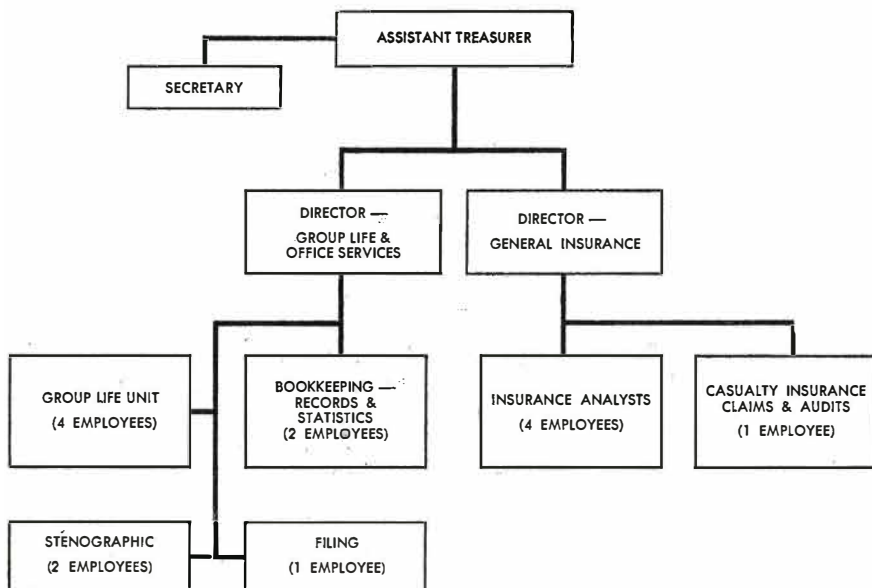 ASSISTANT TREASURER
SECRETARY
DIRECTOR —
GROUP LIFE &
OFFICE SERVICES
DIRECTOR —
GENERAL INSURANCE
GROUP LIFE UNIT
(4 EMPLOYEES)
BOOKKEEPING —
RECORDS &
STATISTICS
(2 EMPLOYEES)
INSURANCE ANALYSTS
(4 EMPLOYEES)
CASUALTY INSURANCE
CLAIMS & AUDITS
(1 EMPLOYEE)
STENOGRAPHIC
(2 EMPLOYEES)
FILING
(1 EMPLOYEE)